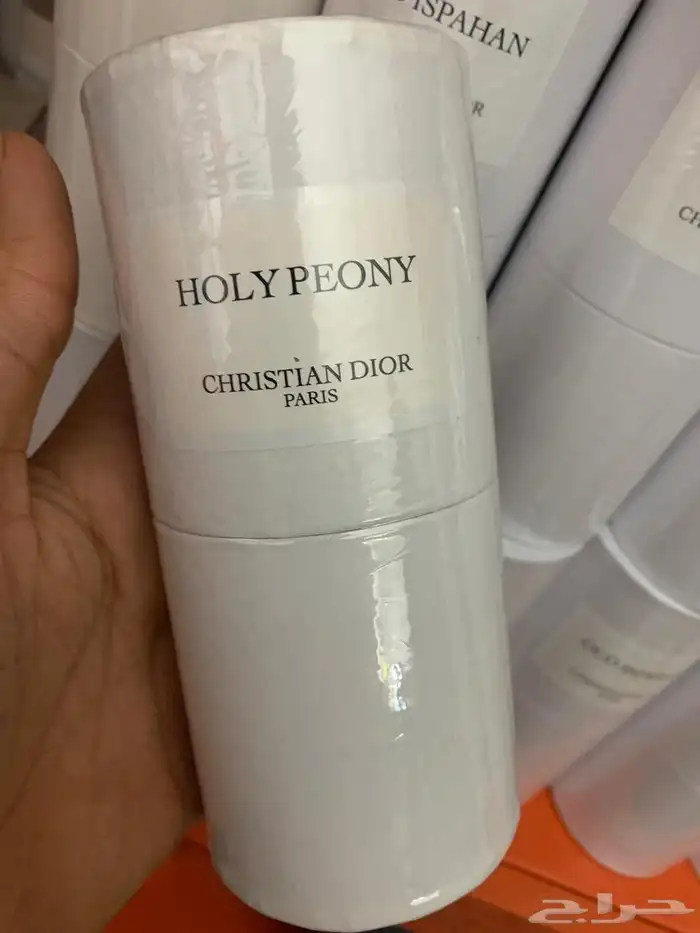 ISPAHAN
HOLY PEONY
CHRISTIAN DIOR
PARIS
حراج